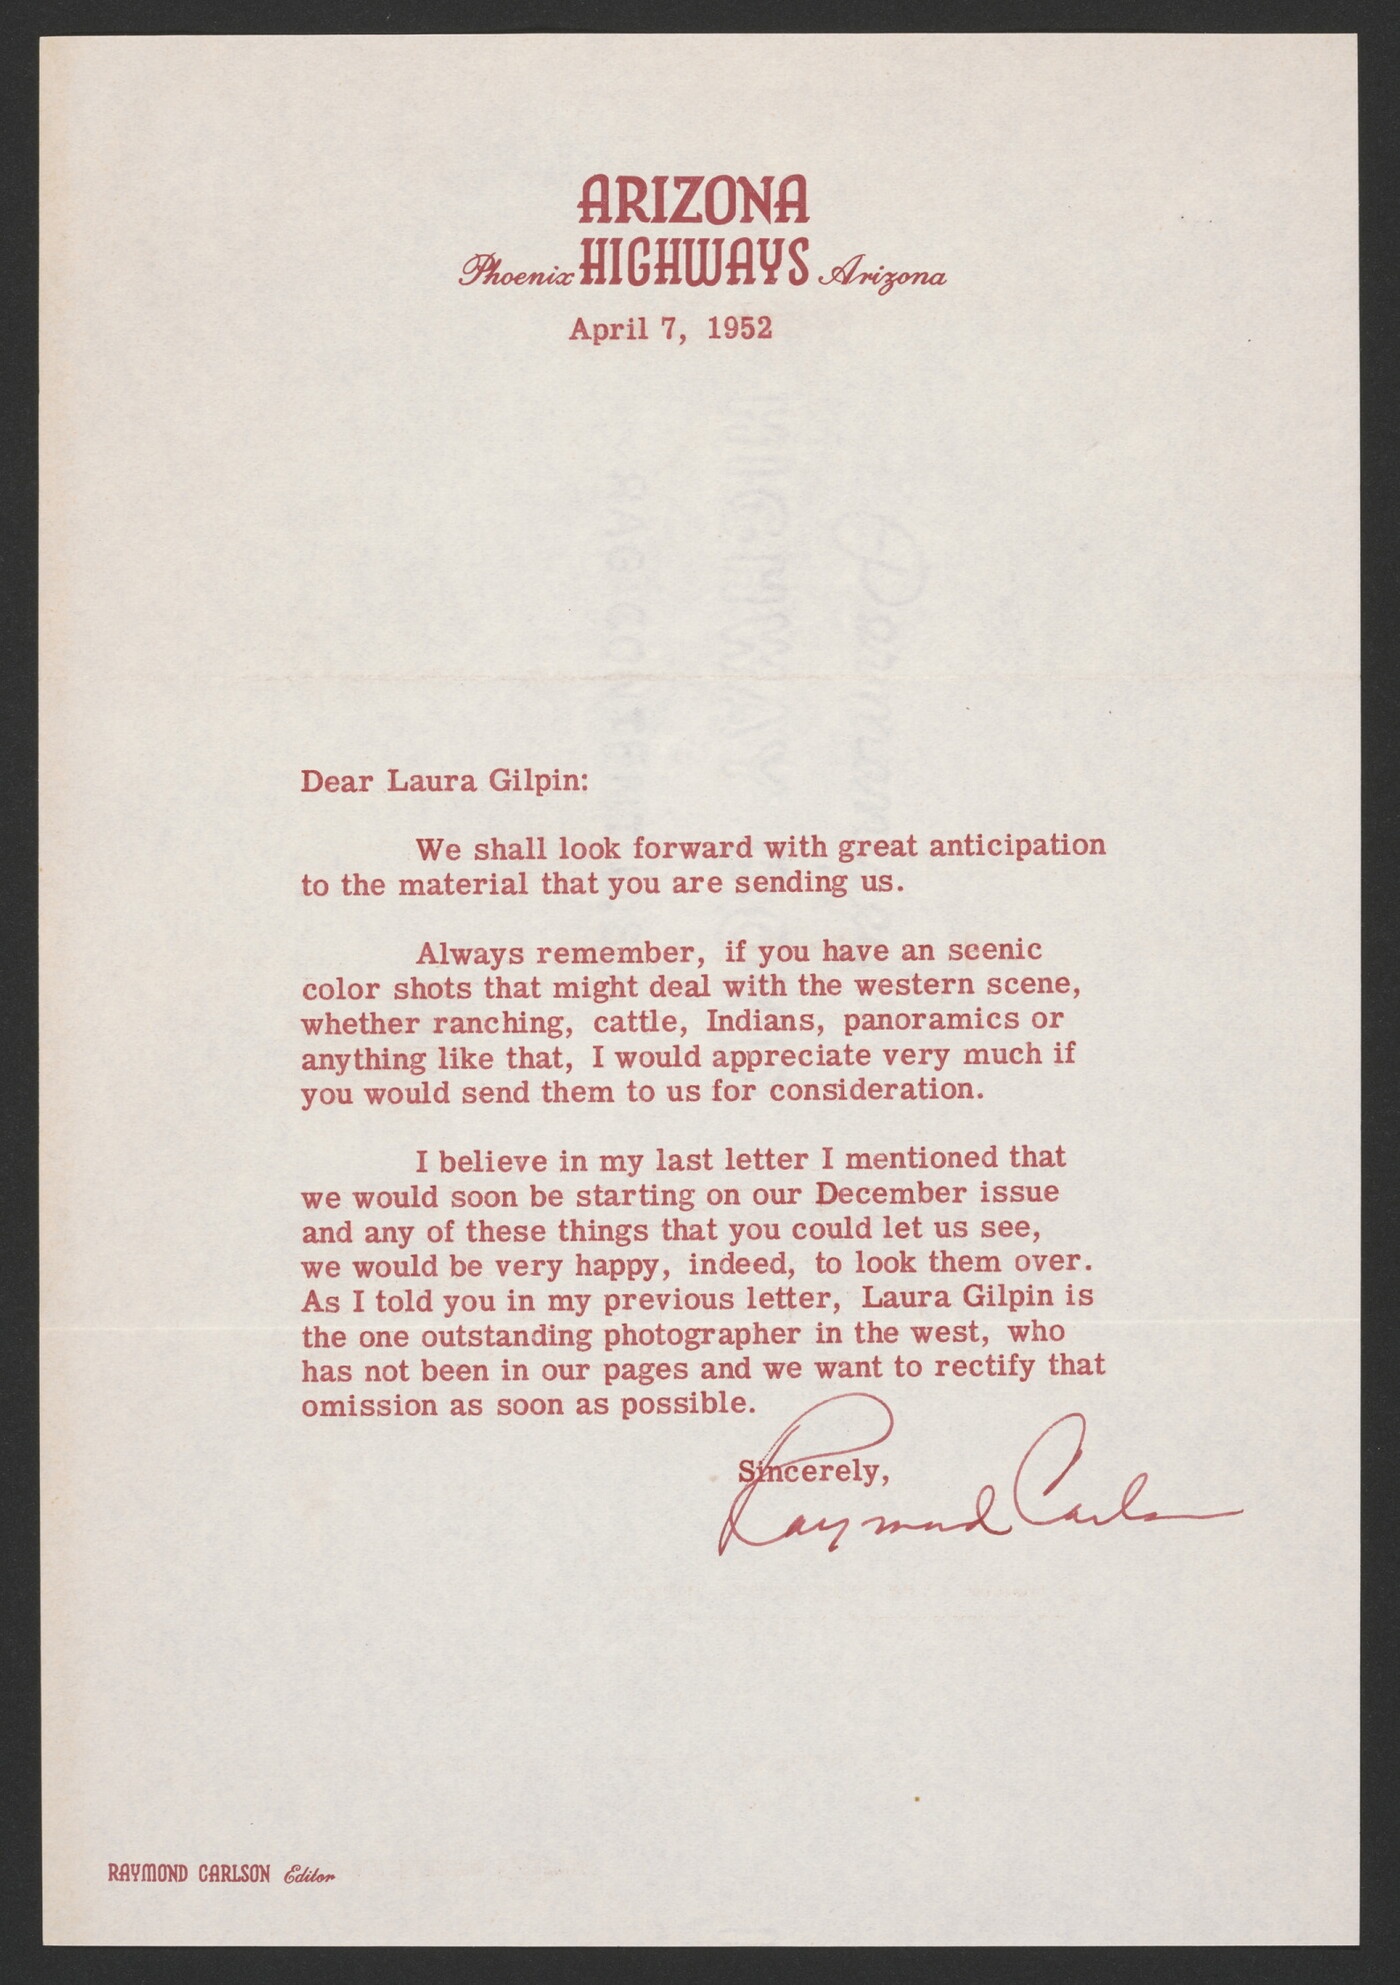 ARIZONA
Phoenix HIGHWAYS Arizona
April 7, 1952
Dear Laura Gilpin:
We shall look forward with great anticipation
to the material that you are sending us.
Always remember, if you have an scenic
color shots that might deal with the western scene,
whether ranching, cattle, Indians, panoramics or
anything like that, I would appreciate very much if
you would send them to us for consideration.
I believe in my last letter I mentioned that
we would soon be starting on our December issue
and any of these things that you could let us see,
we would be very happy, indeed, to look them over.
As I told you in my previous letter, Laura Gilpin is
the one outstanding photographer in the west, who
has not been in our pages and we want to rectify that
omission as soon as possible.
Sincerely,
Raymond Carlson
RAYMOND CARLSON Editor